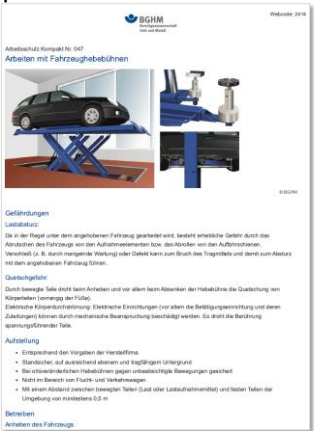 Webcode: 2416
BGHM
Berufsgenossenschaft
Holz und Metall
Arbeitsschutz Kompakt Nr. 047
Arbeiten mit Fahrzeughebebühnen
© BGHM
Gefährdungen
Lastabsturz:
Da in der Regel unter dem angehobenen Fahrzeug gearbeitet wird, besteht erhebliche Gefahr durch das
Abrutschen des Fahrzeugs von den Aufnahmeelementen bzw. das Abrollen von den Auffahrschienen.
Verschleiß (z. B. durch mangelnde Wartung) oder Defekt kann zum Bruch des Tragmittels und damit zum Absturz
mit dem angehobenen Fahrzeug führen.
Quetschgefahr:
Durch bewegte Teile droht beim Anheben und vor allem beim Absenken der Hebebühne die Quetschung von
Körperteilen (vorrangig der Füße).
Elektrische Körperdurchströmung: Elektrische Einrichtungen (vor allem die Betätigungseinrichtung und deren
Zuleitungen) können durch mechanische Beanspruchung beschädigt werden. Es droht die Berührung
spannungsführender Teile.
Aufstellung
• Entsprechend den Vorgaben der Herstellfirma
• Standsicher, auf ausreichend ebenem und tragfähigem Untergrund
• Bei ortsveränderlichen Hebebühnen gegen unbeabsichtigte Bewegungen gesichert
• Nicht im Bereich von Flucht- und Verkehrswegen
• Mit einem Abstand zwischen bewegten Teilen (Last oder Lastaufnahmemittel) und festen Teilen der
Umgebung von mindestens 0,5 m
Betreiben
Anheben des Fahrzeugs